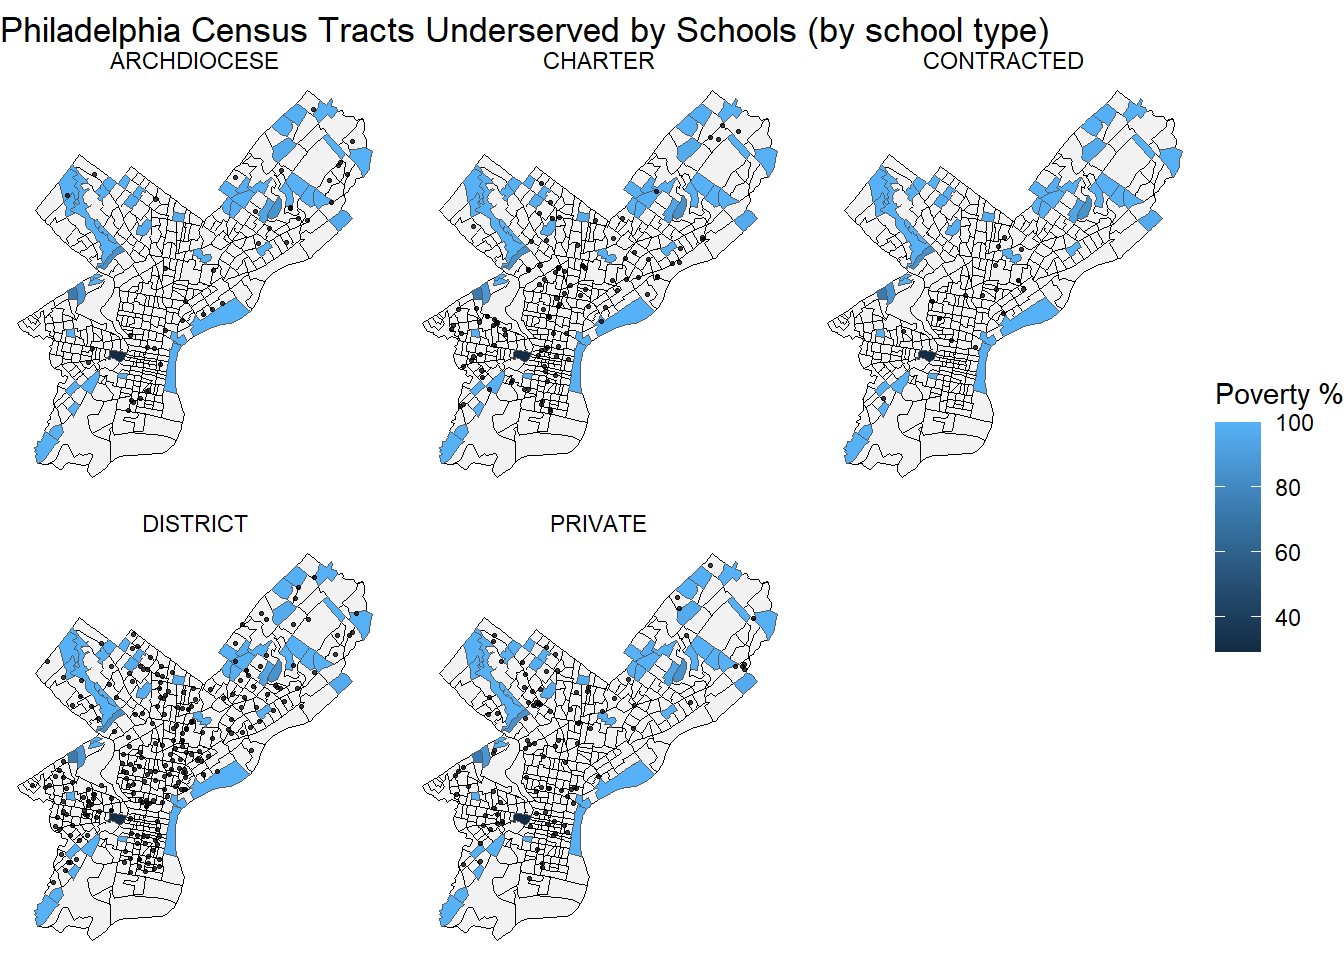 Philadelphia Census Tracts Underserved by Schools (by school type)
ARCHDIOCESE
CHARTER
CONTRACTED
DISTRICT
PRIVATE
Poverty %
100
80
60
40